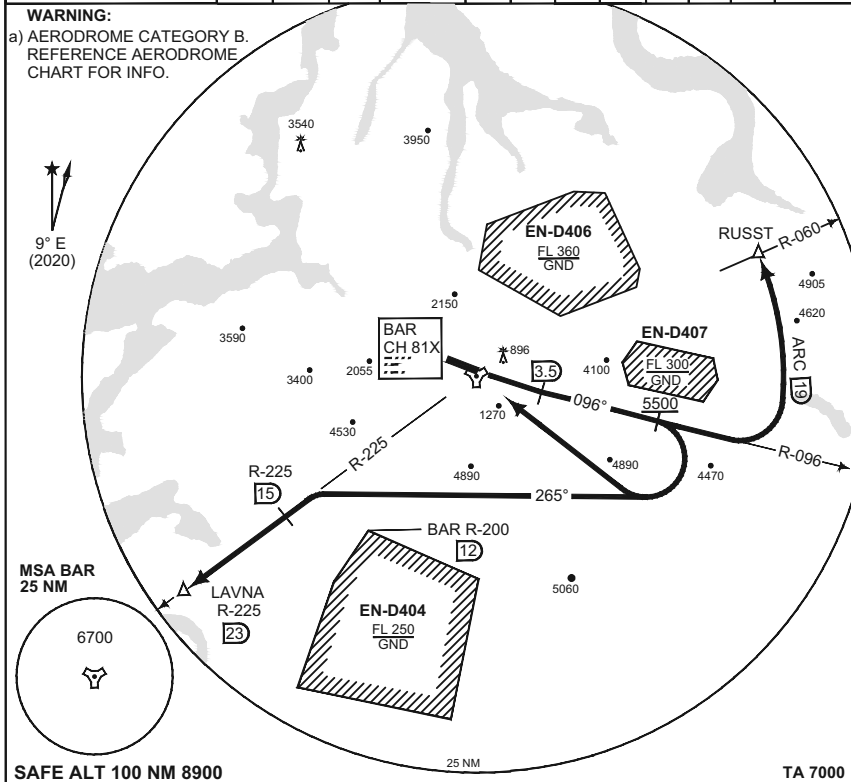 WARNING:
a) AERODROME CATEGORY B.
REFERENCE AERODROME
CHART FOR INFO.
3540
3950
9° E
(2020)
EN-D406
FL 360
GND
RUSST
R-060
4905
4620
2150
3590
BAR
CH 81X
896
EN-D407
FL 300
GND
4100
ARC 19
2055
3400
3.5
096°
5500
1270
4530
R-225
R-096
4890
4890
4470
R-225
15
265°
BAR R-200
12
MSA BAR
25 NM
LAVNA
R-225
23
5060
EN-D404
FL 250
GND
6700
25 NM
SAFE ALT 100 NM 8900
TA 7000